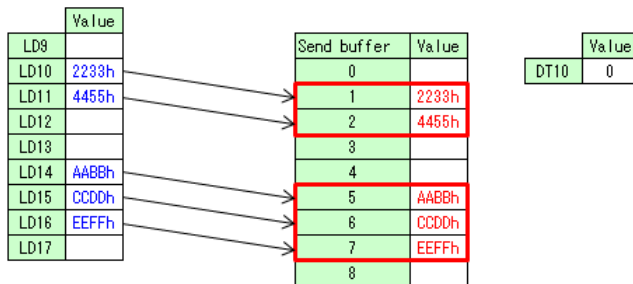 Value
LD9 Send buffer Value Value
LD10 2233h 0 DT10 0
LD11 4455h 1 2233h
LD12 2 4455h
LD13 3
LD14 AABBh 4
LD15 CCDDh 5 AABBh
LD16 EEFFh 6 CCDDh
LD17 7 EEFFh
8